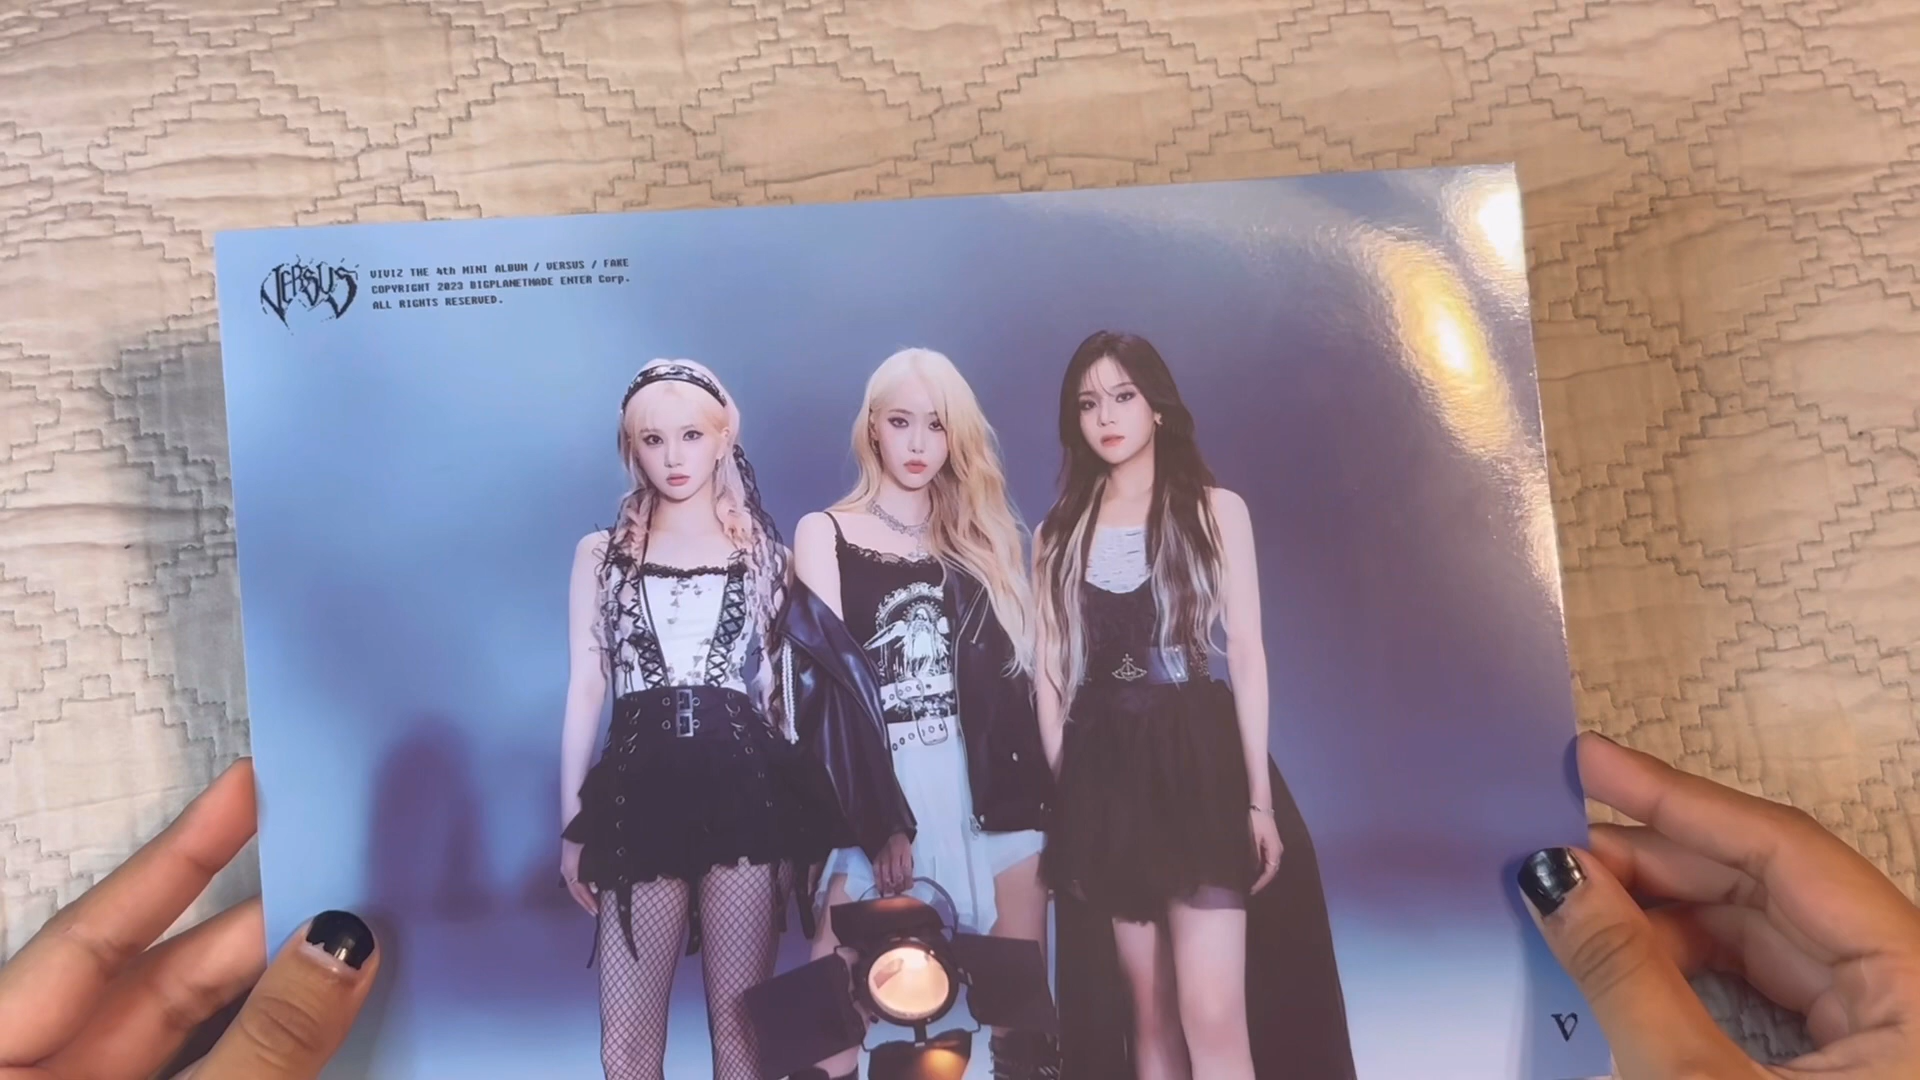 VERSUS
VIVIZ THE 4th MINI ALBUM / VERSUS / FAKE
COPYRIGHT 2023 BIGPLANETMADE ENTER Corp.
ALL RIGHTS RESERVED.
V